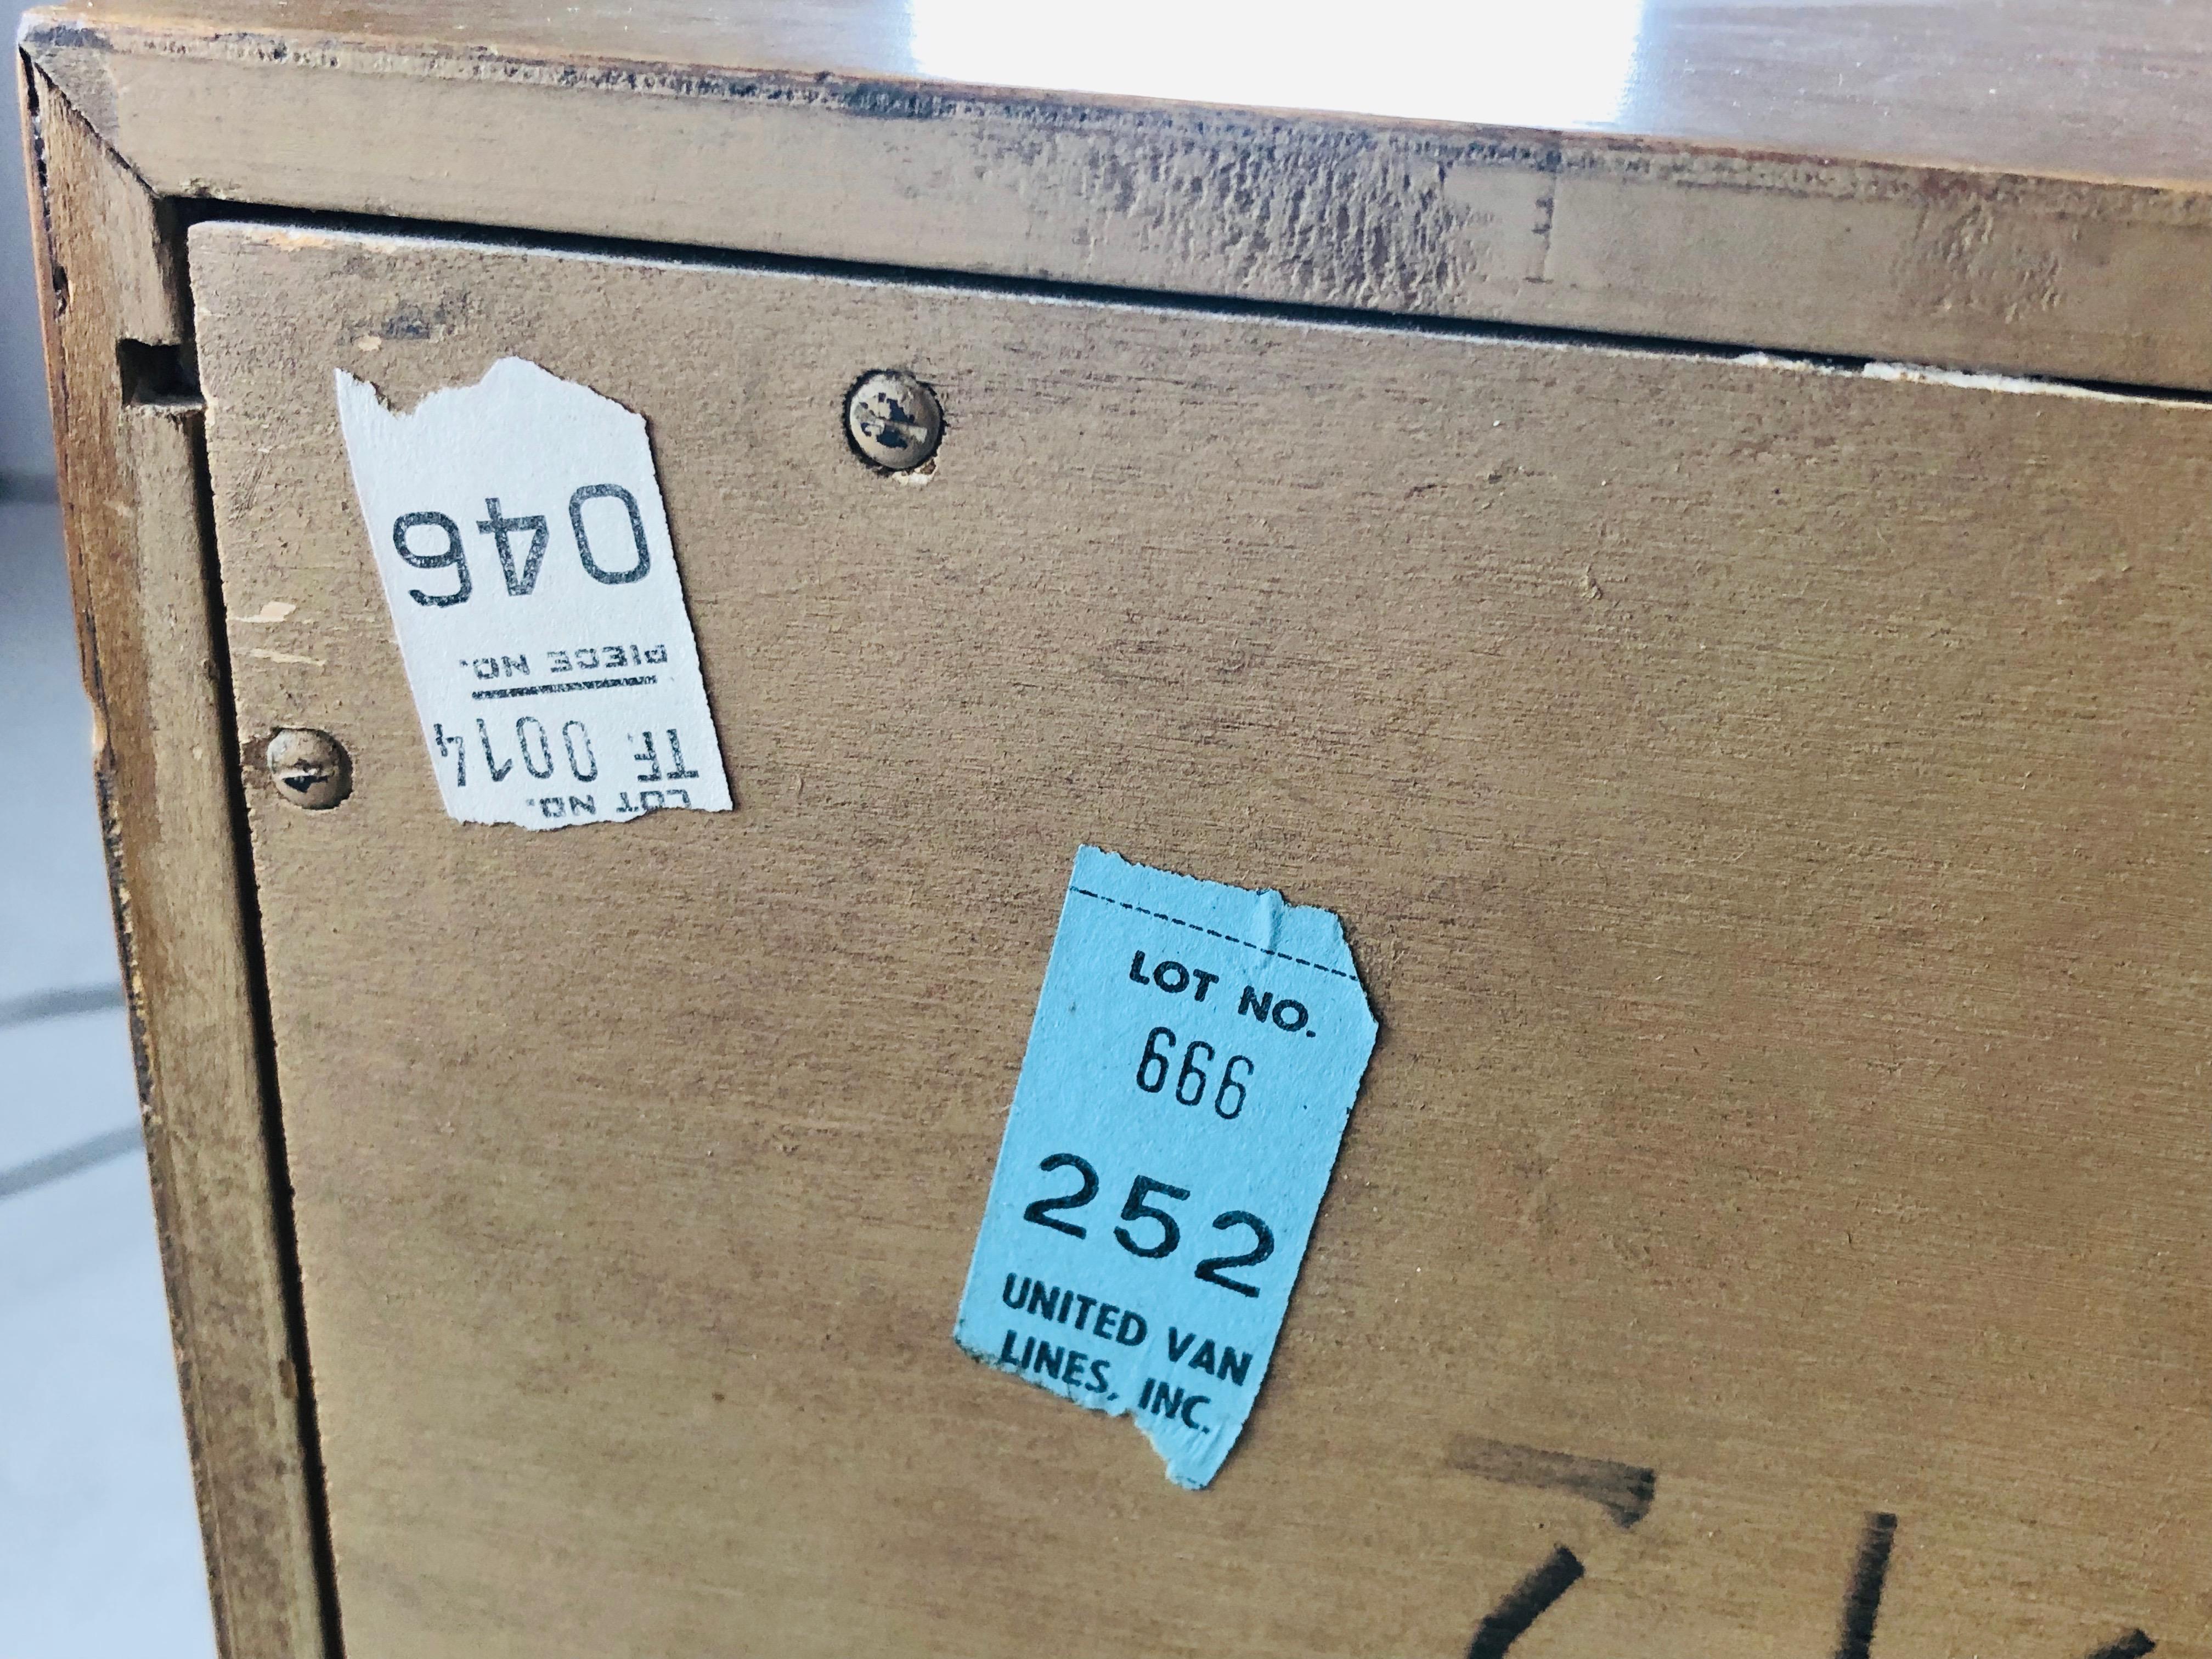 LOT NO.
TF 0014
PIECE NO.
046
LOT NO.
666
252
UNITED VAN
LINES, INC.